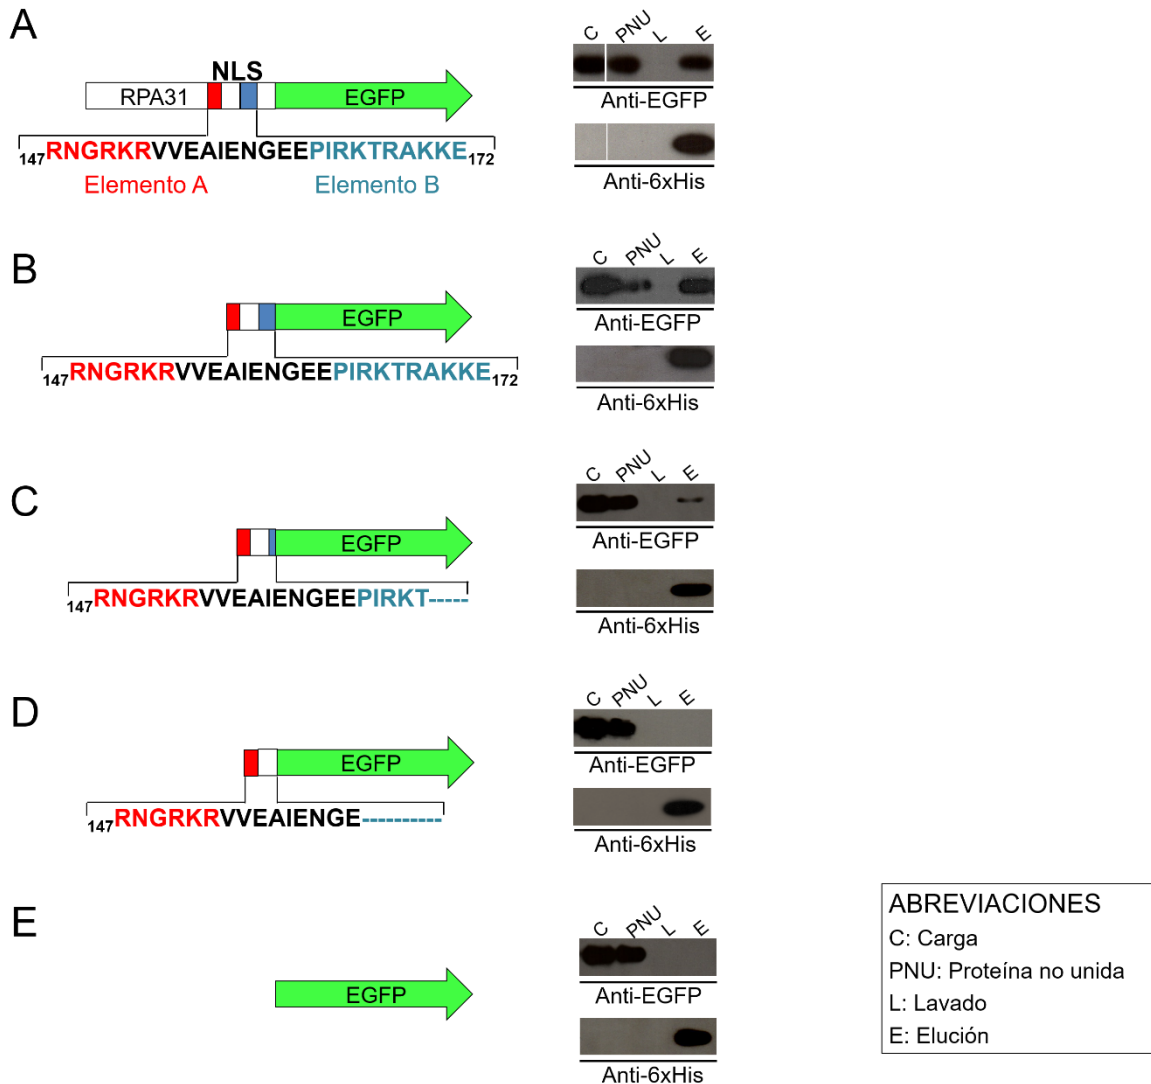 A
C PNU L E
NLS
RPA31 EGFP
Anti-EGFP
147RNGRKRVVEAIENGEEPIRKTRAKKE172
Elemento A Elemento B
Anti-6xHis
B
C PNU L E
EGFP
Anti-EGFP
147RNGRKRVVEAIENGEEPIRKTRAKKE172
Anti-6xHis
C
C PNU L E
EGFP
Anti-EGFP
147RNGRKRVVEAIENGEEPIRKT-----
Anti-6xHis
D
C PNU L E
EGFP
Anti-EGFP
147RNGRKRVVEAIENGE----------
Anti-6xHis
E
C PNU L E
EGFP
Anti-EGFP
Anti-6xHis
ABREVIACIONES
C: Carga
PNU: Proteína no unida
L: Lavado
E: Elución